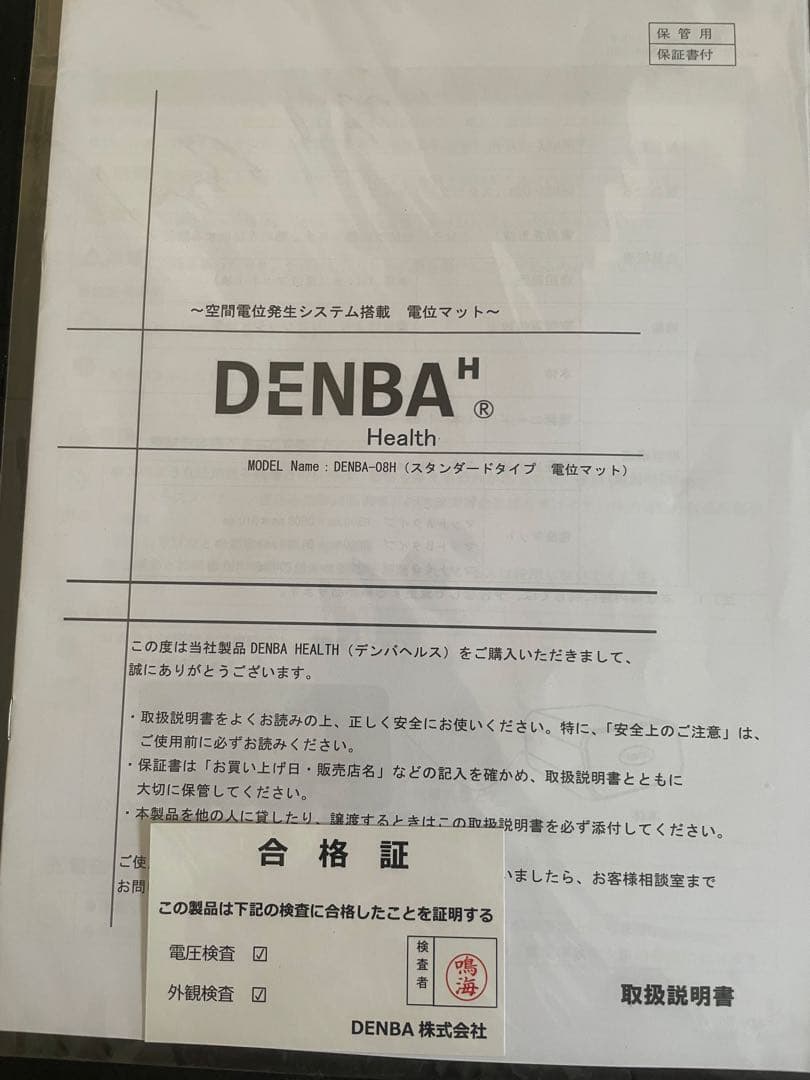 保管用
保証書付
～空間電位発生システム搭載　電位マット～
DENBA H ®
Health
MODEL Name：DENBA-08H（スタンダードタイプ　電位マット）
この度は当社製品 DENBA HEALTH（デンバヘルス）をご購入いただきまして、
誠にありがとうございます。
・取扱説明書をよくお読みの上、正しく安全にお使いください。特に、「安全上のご注意」は、
ご使用前に必ずお読みください。
・保証書は「お買い上げ日・販売店名」などの記入を確かめ、取扱説明書とともに
大切に保管してください。
・本製品を他の人に貸したり、譲渡するときはこの取扱説明書を必ず添付してください。
ご使 いましたら、お客様相談室まで
お問
合格証
この製品は下記の検査に合格したことを証明する
電圧検査 ☑
外観検査 ☑
検査者
鳴海
DENBA 株式会社
取扱説明書